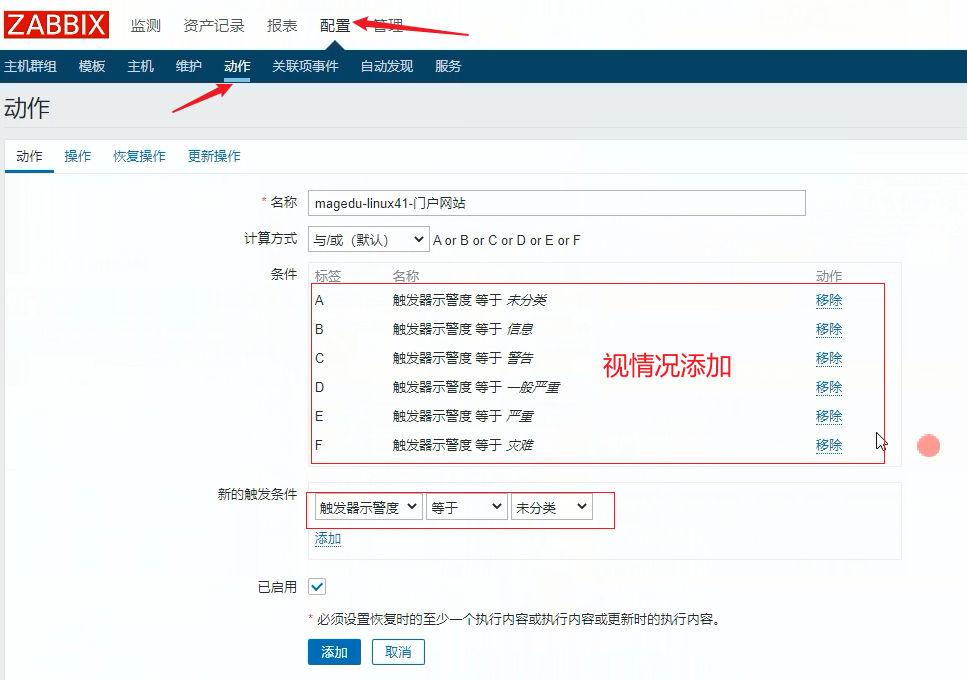 ZABBIX 监测 资产记录 报表 配置 管理
主机群组 模板 主机 维护 动作 关联项事件 自动发现 服务
动作
动作 操作 恢复操作 更新操作
* 名称 magedu-linux41-门户网站
计算方式 与/或（默认） A or B or C or D or E or F
条件 标签 名称 动作
A 触发器示警度 等于 未分类 移除
B 触发器示警度 等于 信息 移除
C 触发器示警度 等于 警告 移除
视情况添加
D 触发器示警度 等于 一般严重 移除
E 触发器示警度 等于 严重 移除
F 触发器示警度 等于 灾难 移除
新的触发条件 触发器示警度 等于 未分类
添加
已启用
* 必须设置恢复时的至少一个执行内容或执行内容或更新时的执行内容。
添加 取消